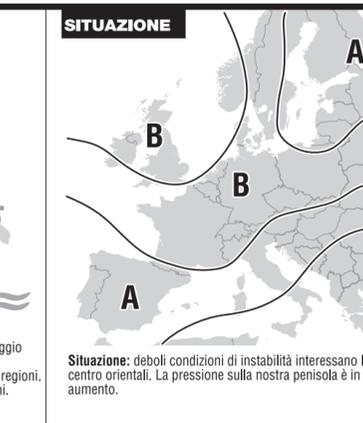 SITUAZIONE
A
B
B
A
ggio
regioni.
ni.
Situazione: deboli condizioni di instabilità interessano
centro orientali. La pressione sulla nostra penisola è in
aumento.